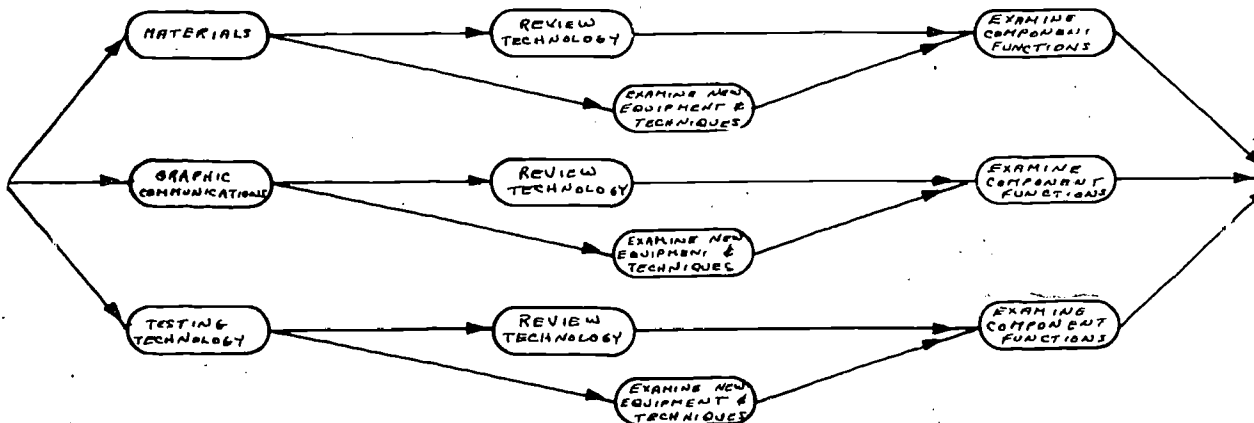 MATERIALS
REVIEW
TECHNOLOGY
EXAMINE
COMPONENT
FUNCTIONS
EXAMINE NEW
EQUIPMENT &
TECHNIQUES
GRAPHIC
COMMUNICATIONS
REVIEW
TECHNOLOGY
EXAMINE
COMPONENT
FUNCTIONS
EXAMINE NEW
EQUIPMENT &
TECHNIQUES
TESTING
TECHNOLOGY
REVIEW
TECHNOLOGY
EXAMINE
COMPONENT
FUNCTIONS
EXAMINE NEW
EQUIPMENT &
TECHNIQUES